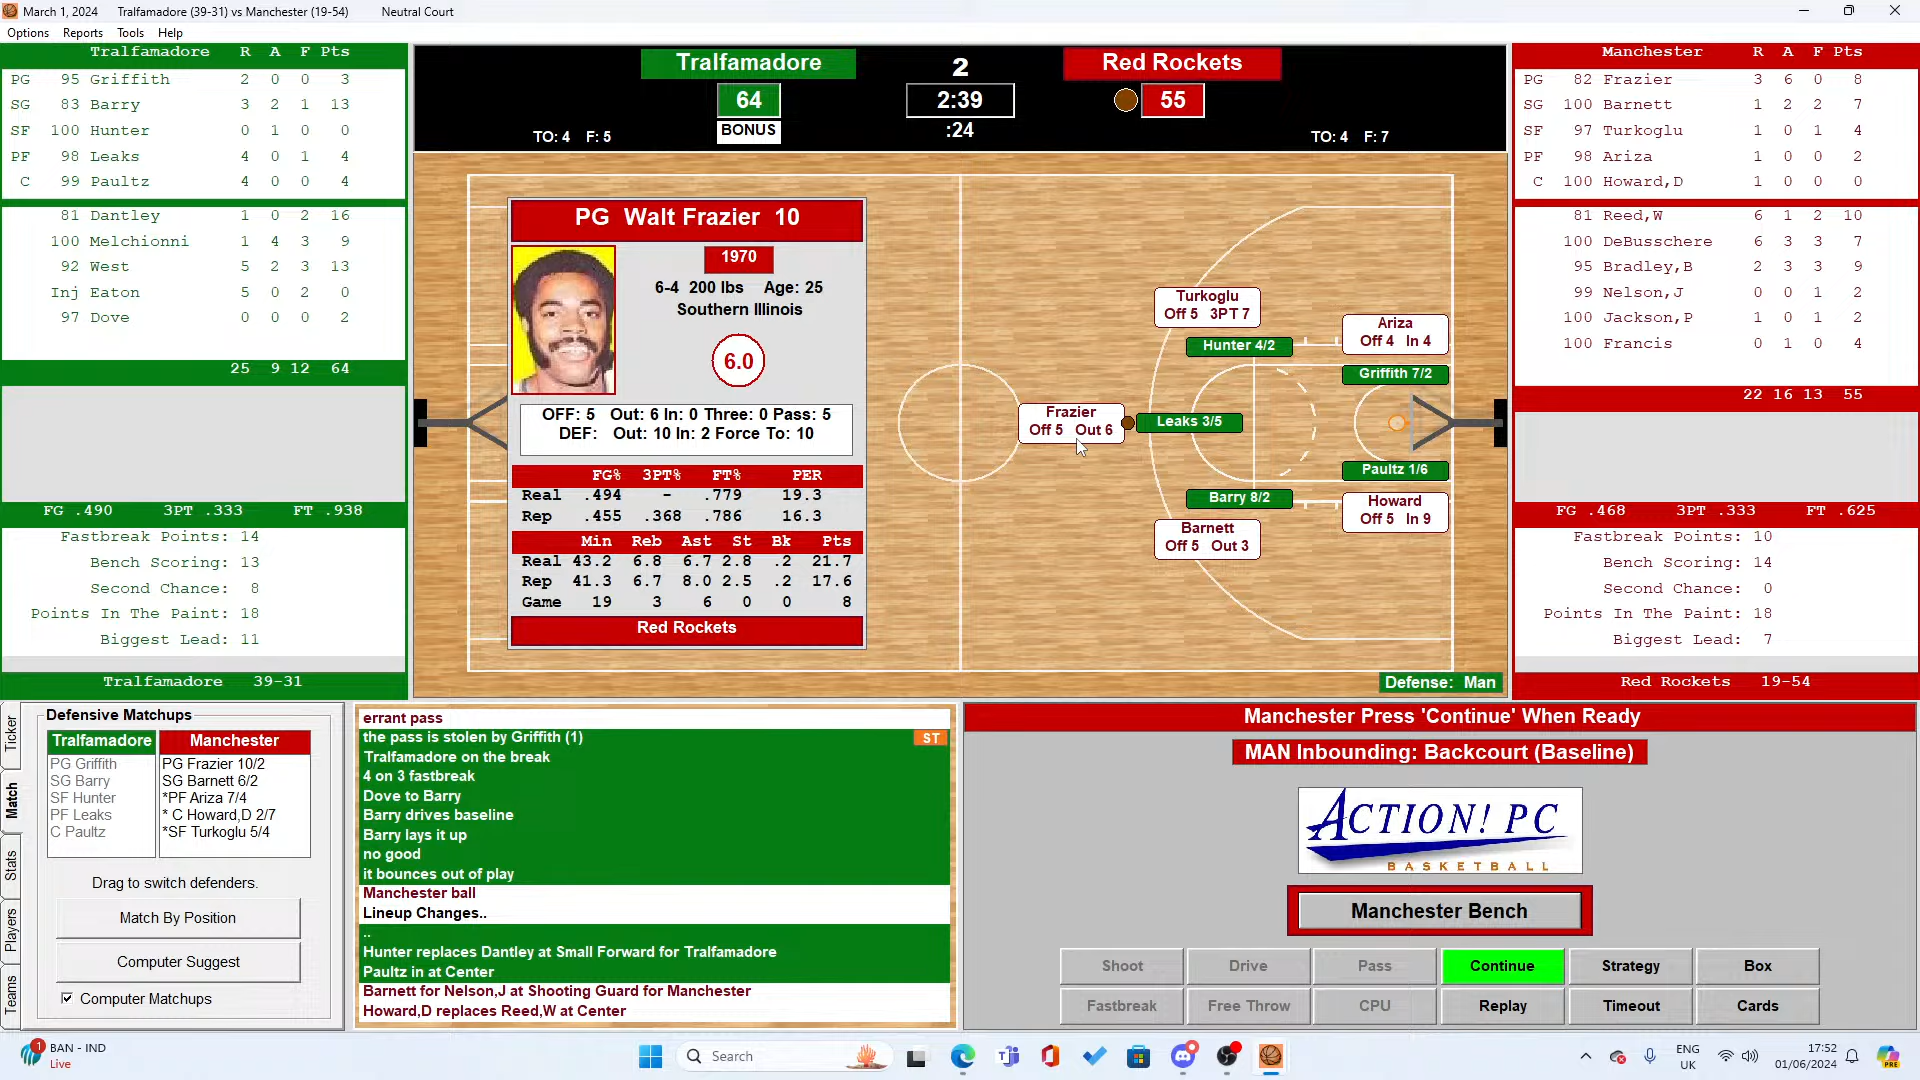 March 1, 2024 Tralfamadore (39-31) vs Manchester (19-54) Neutral Court
Options Reports Tools Help
Tralfamadore R A F Pts
PG 95 Griffith 2 0 0 3
SG 83 Barry 3 2 1 13
SF 100 Hunter 0 1 0 0
PF 98 Leaks 4 0 1 4
C 99 Paultz 4 0 0 4
81 Dantley 1 0 2 16
100 Melchionni 1 4 3 9
92 West 5 2 3 13
Inj Eaton 5 0 2 0
97 Dove 0 0 0 2
25 9 12 64
FG .490 3PT .333 FT .938
Fastbreak Points: 14
Bench Scoring: 13
Second Chance: 8
Points In The Paint: 18
Biggest Lead: 11
Tralfamadore 39-31
Tralfamadore 2 Red Rockets
64 2:39 55
BONUS :24
TO: 4 F: 5 TO: 4 F: 7
PG Walt Frazier 10
1970
6-4 200 lbs Age: 25
Southern Illinois
6.0
OFF: 5 Out: 6 In: 0 Three: 0 Pass: 5
DEF: Out: 10 In: 2 Force To: 10
FG% 3PT% FT% PER
Real .494 - .779 19.3
Rep .455 .368 .786 16.3
Min Reb Ast St Bk Pts
Real 43.2 6.8 6.7 2.8 .2 21.7
Rep 41.3 6.7 8.0 2.5 .2 17.6
Game 19 3 6 0 0 8
Red Rockets
Turkoglu
Off 5 3PT 7
Hunter 4/2
Ariza
Off 4 In 4
Griffith 7/2
Frazier
Off 5 Out 6
Leaks 3/5
Paultz 1/6
Barry 8/2
Howard
Off 5 In 9
Barnett
Off 5 Out 3
Defense: Man
Manchester R A F Pts
PG 82 Frazier 3 6 0 8
SG 100 Barnett 1 2 2 7
SF 97 Turkoglu 1 0 1 4
PF 98 Ariza 1 0 0 2
C 100 Howard,D 1 0 0 0
81 Reed,W 6 1 2 10
100 DeBusschere 6 3 3 7
95 Bradley,B 2 3 3 9
99 Nelson,J 0 0 1 2
100 Jackson,P 1 0 1 2
100 Francis 0 1 0 4
22 16 13 55
FG .468 3PT .333 FT .625
Fastbreak Points: 10
Bench Scoring: 14
Second Chance: 0
Points In The Paint: 18
Biggest Lead: 7
Red Rockets 19-54
Ticker
Match
Stats
Players
Teams
Defensive Matchups
Tralfamadore Manchester
PG Griffith PG Frazier 10/2
SG Barry SG Barnett 6/2
SF Hunter *PF Ariza 7/4
PF Leaks * C Howard,D 2/7
C Paultz *SF Turkoglu 5/4
Drag to switch defenders.
Match By Position
Computer Suggest
Computer Matchups
errant pass
the pass is stolen by Griffith (1) ST
Tralfamadore on the break
4 on 3 fastbreak
Dove to Barry
Barry drives baseline
Barry lays it up
no good
it bounces out of play
Manchester ball
Lineup Changes..
..
Hunter replaces Dantley at Small Forward for Tralfamadore
Paultz in at Center
Barnett for Nelson,J at Shooting Guard for Manchester
Howard,D replaces Reed,W at Center
Manchester Press 'Continue' When Ready
MAN Inbounding: Backcourt (Baseline)
ACTION! PC
BASKETBALL
Manchester Bench
Shoot Drive Pass Continue Strategy Box
Fastbreak Free Throw CPU Replay Timeout Cards
1 BAN - IND
Live
Search
ENG
UK
17:52
01/06/2024
PRE